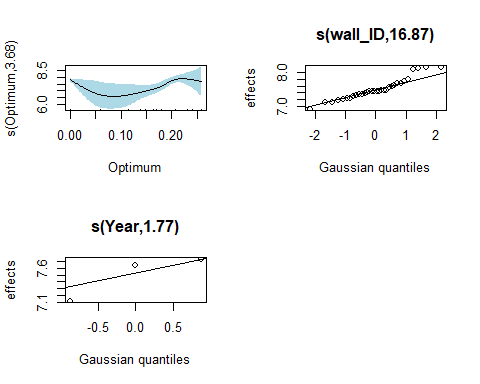 s(wall_ID,16.87)
s(Optimum,3.68)
8.5
6.0
0.00
0.10
0.20
Optimum
effects
8.0
7.0
-2
-1
0
1
2
Gaussian quantiles
s(Year,1.77)
effects
7.6
7.1
-0.5
0.0
0.5
Gaussian quantiles